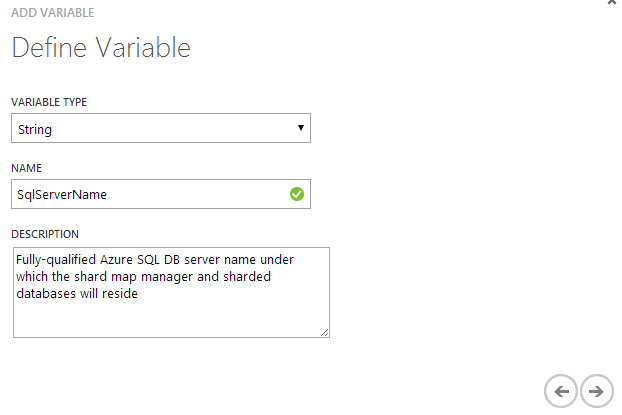 ADD VARIABLE
Define Variable
VARIABLE TYPE
String
NAME
SqlServerName
DESCRIPTION
Fully-qualified Azure SQL DB server name under
which the shard map manager and sharded
databases will reside